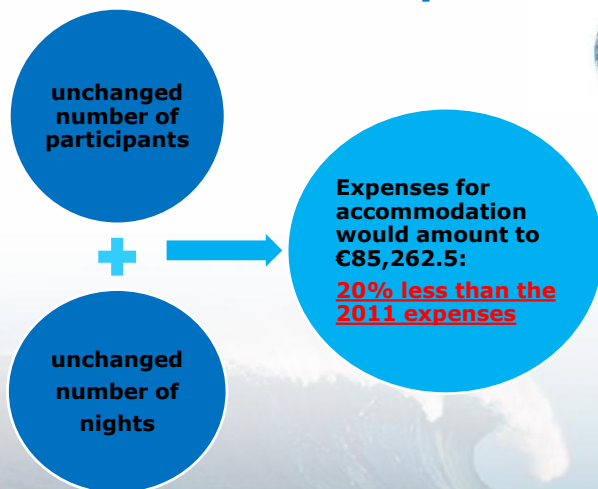 unchanged
number of
participants
+
unchanged
number of
nights
Expenses for
accommodation
would amount to
€85,262.5:
20% less than the
2011 expenses